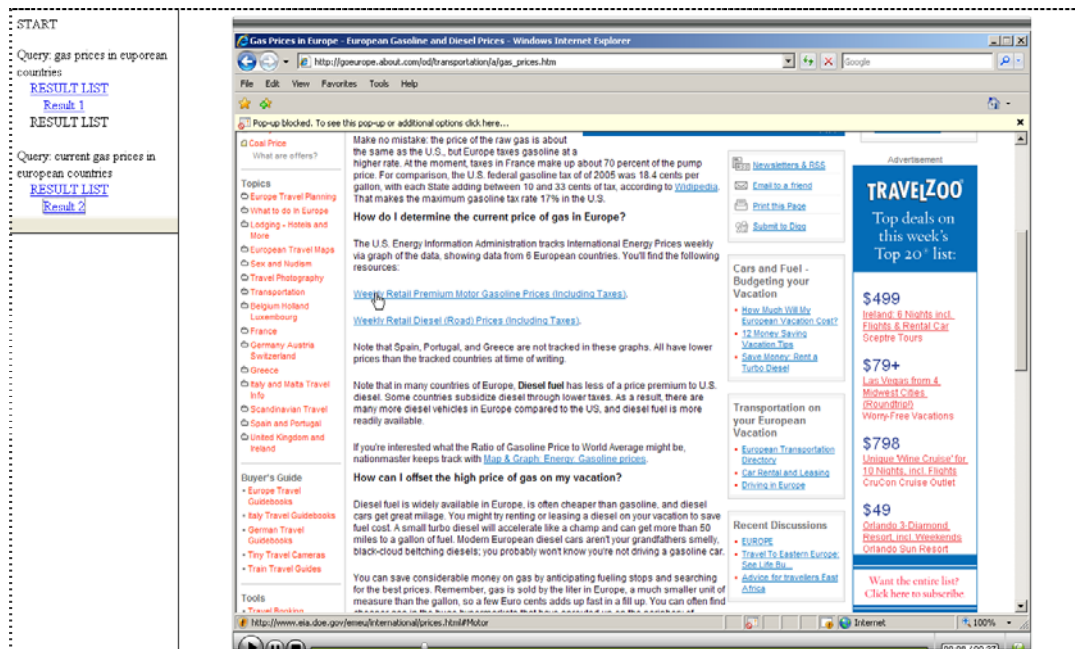 START
Query: gas prices in euporean
countries
RESULT LIST
Result 1
RESULT LIST
Query: current gas prices in
european countries
RESULT LIST
Result 2
Gas Prices in Europe - European Gasoline and Diesel Prices - Windows Internet Explorer
http://goeurope.about.com/od/transportation/a/gas_prices.htm
Google
File Edit View Favorites Tools Help
Pop-up blocked. To see this pop-up or additional options click here...
Coal Price
What are offers?
Topics
Europe Travel Planning
What to do in Europe
Lodging - Hotels and
More
European Travel Maps
Sex and Nudism
Travel Photography
Transportation
Belgium Holland
Luxembourg
France
Germany Austria
Switzerland
Greece
Italy and Malta Travel
Info
Scandinavian Travel
Spain and Portugal
United Kingdom and
Ireland
Buyer's Guide
Europe Travel
Guidebooks
Italy Travel Guidebooks
German Travel
Guidebooks
Tiny Travel Cameras
Train Travel Guides
Tools
Travel Booking
Make no mistake: the price of the raw gas is about
the same as the U.S., but Europe taxes gasoline at a
higher rate. At the moment, taxes in France make up about 70 percent of the pump
price. For comparison, the U.S. federal gasoline tax of of 2005 was 18.4 cents per
gallon, with each State adding between 10 and 33 cents of tax, according to Widipedia.
That makes the maximum gasoline tax rate 17% in the U.S.
How do I determine the current price of gas in Europe?
The U.S. Energy Information Administration tracks International Energy Prices weekly
via graph of the data, showing data from 6 European countries. You'll find the following
resources:
Weekly Retail Premium Motor Gasoline Prices (Including Taxes).
Weekly Retail Diesel (Road) Prices (Including Taxes).
Note that Spain, Portugal, and Greece are not tracked in these graphs. All have lower
prices than the tracked countries at time of writing.
Note that in many countries of Europe, Diesel fuel has less of a price premium to U.S.
diesel. Some countries subsidize diesel through lower taxes. As a result, there are
many more diesel vehicles in Europe compared to the US, and diesel fuel is more
readily available.
If you're interested what the Ratio of Gasoline Price to World Average might be,
nationmaster keeps track with Map & Graph: Energy: Gasoline prices.
How can I offset the high price of gas on my vacation?
Diesel fuel is widely available in Europe, is often cheaper than gasoline, and diesel
cars get great milage. You might try renting or leasing a diesel on your vacation to save
fuel cost. A small turbo diesel will accelerate like a champ and can get more than 50
miles to a gallon of fuel. Modern European diesel cars aren't your grandfathers smelly,
black-cloud beltching diesels; you probably won't know you're not driving a gasoline car.
You can save considerable money on gas by anticipating fueling stops and searching
for the best prices. Remember, gas is sold by the liter in Europe, a much smaller unit of
measure than the gallon, so a few Euro cents adds up fast in a fill up. You can often find
Newsletters & RSS
Email to a friend
Print this Page
Submit to Digg
Cars and Fuel -
Budgeting your
Vacation
How Much Will My
European Vacation Cost?
12 Money Saving
Vacation Tips
Save Money: Rent a
Turbo Diesel
Transportation on
your European
Vacation
European Transportation
Directory
Car Rental and Leasing
Driving in Europe
Recent Discussions
EUROPE
Travel To Eastern Europe:
See Life Bu...
Advice for travellers East
Africa
Advertisement
TRAVELZOO
Top deals on
this week's
Top 20 list:
$499
Ireland: 6 Nights incl.
Flights & Rental Car
Sceptre Tours
$79+
Las Vegas from 4
Midwest Cities
(Roundtrip)
Worry-Free Vacations
$798
Unique 'Wine Cruise' for
10 Nights, incl. Flights
CruCon Cruise Outlet
$49
Orlando 3-Diamond
Resort, incl. Weekends
Orlando Sun Resort
Want the entire list?
Click here to subscribe.
http://www.eia.doe.gov/emeu/international/prices.html#Motor
Internet
100%